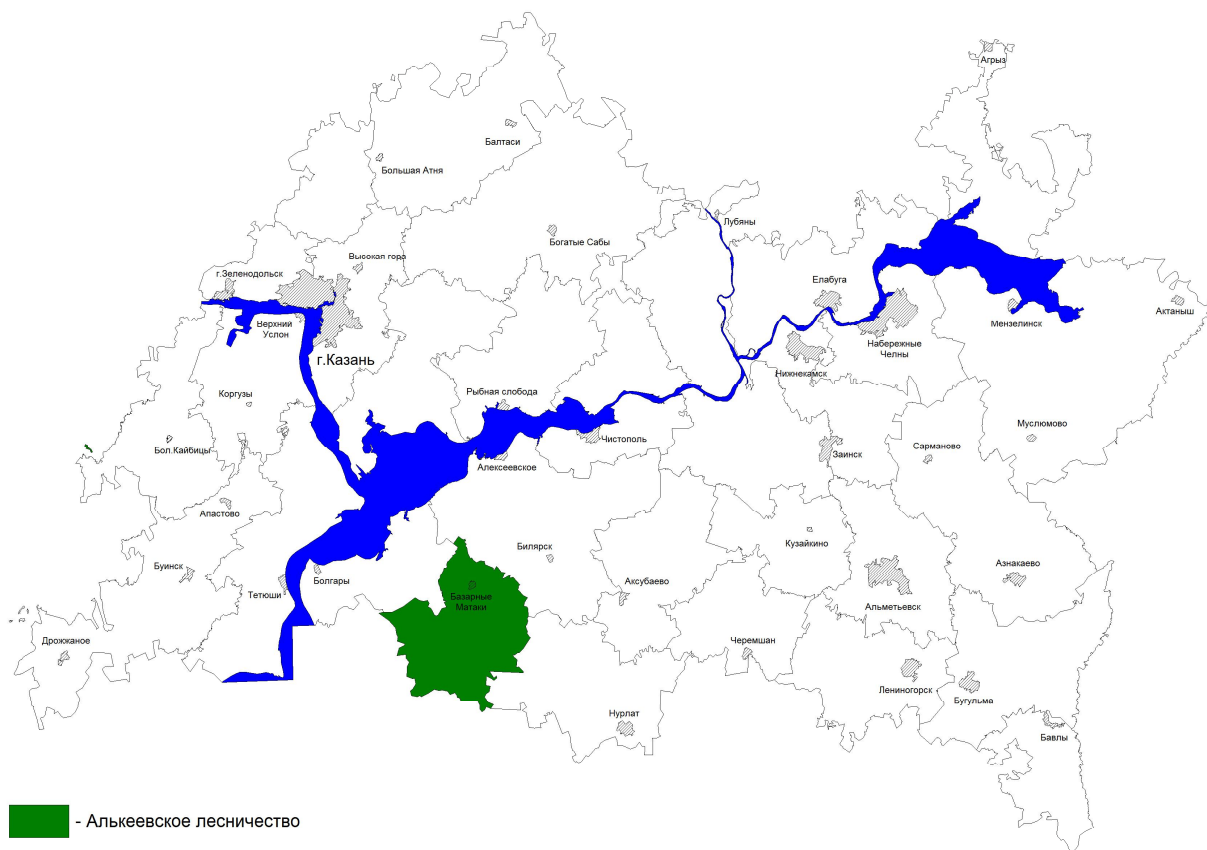 Агрыз
Балтаси
Большая Атня
Лубяны
Богатые Сабы
Высокая гора
г.Зеленодольск
Елабуга
Актаныш
Мензелинск
Верхний
Услон
Набережные
Челны
г.Казань
Нижнекамск
Рыбная слобода
Коргузы
Муслюмово
Чистополь
Бол.Кайбицы
Сарманово
Заинск
Алексеевское
Апастово
Билярск
Кузайкино
Буинск
Азнакаево
Болгары
Аксубаево
Тетюши
Базарные
Матаки
Альметьевск
Дрожжаное
Черемшан
Лениногорск
Бугульма
Нурлат
Бавлы
- Алькеевское лесничество